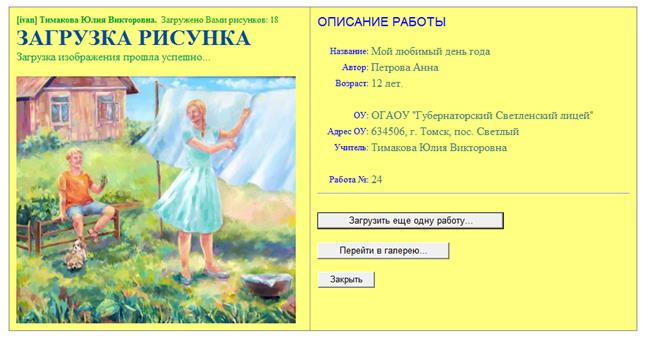 [ivan] Тимакова Юлия Викторовна. Загружено Вами рисунков: 18
ЗАГРУЗКА РИСУНКА
Загрузка изображения прошла успешно...
ОПИСАНИЕ РАБОТЫ
Название: Мой любимый день года
Автор: Петрова Анна
Возраст: 12 лет.
ОУ: ОГАОУ "Губернаторский Светленский лицей"
Адрес ОУ: 634506, г. Томск, пос. Светлый
Учитель: Тимакова Юлия Викторовна
Работа №: 24
Загрузить еще одну работу...
Перейти в галерею...
Закрыть